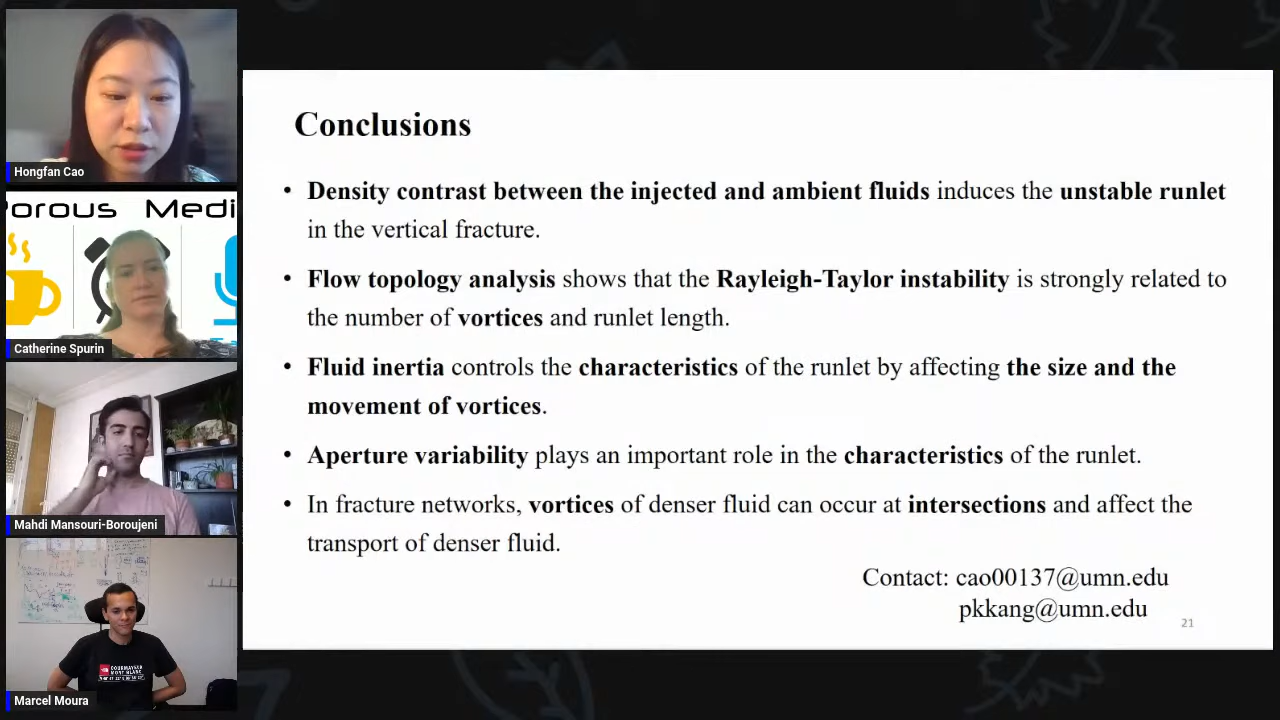 Hongfan Cao
orous Medi
Catherine Spurin
Mahdi Mansouri-Boroujeni
Marcel Moura
Conclusions
• Density contrast between the injected and ambient fluids induces the unstable runlet
in the vertical fracture.
• Flow topology analysis shows that the Rayleigh-Taylor instability is strongly related to
the number of vortices and runlet length.
• Fluid inertia controls the characteristics of the runlet by affecting the size and the
movement of vortices.
• Aperture variability plays an important role in the characteristics of the runlet.
• In fracture networks, vortices of denser fluid can occur at intersections and affect the
transport of denser fluid.
Contact: cao00137@umn.edu
pkkang@umn.edu
21